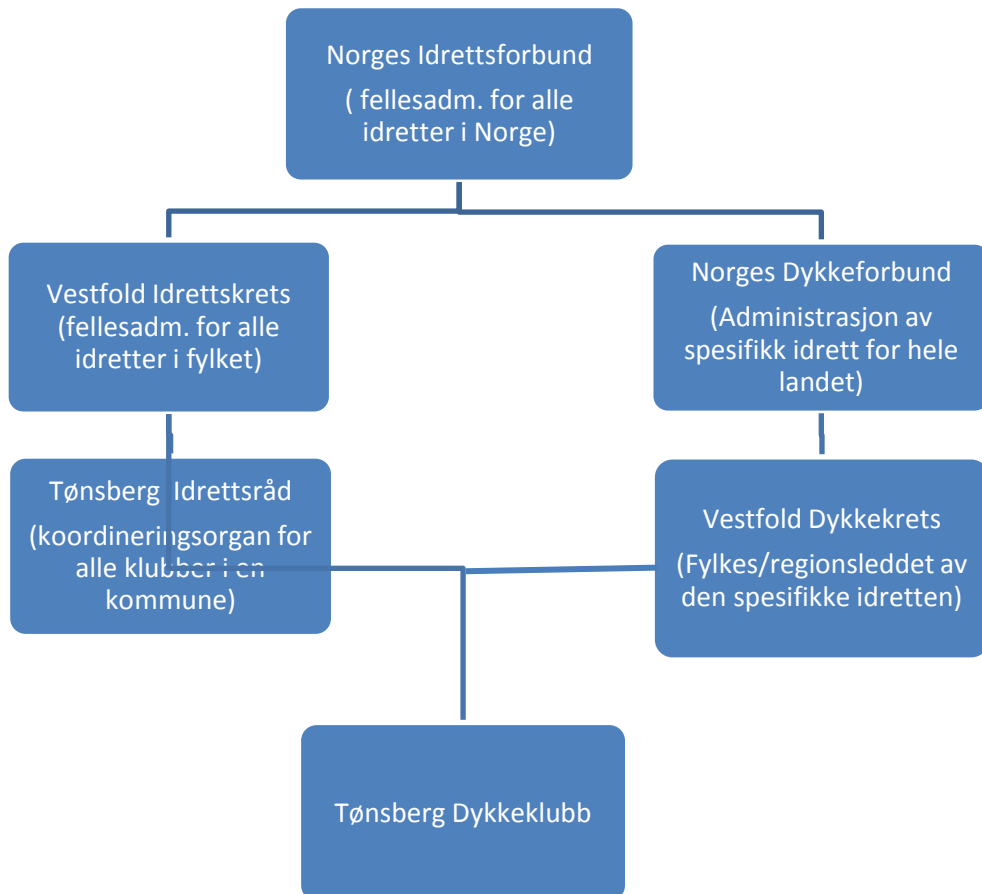 Norges Idrettsforbund
( fellesadm. for alle
idretter i Norge)
Vestfold Idrettskrets
(fellesadm. for alle
idretter i fylket)
Norges Dykkeforbund
(Administrasjon av
spesifikk idrett for hele
landet)
Tønsberg  Idrettsråd
(koordineringsorgan for
alle klubber i en
kommune)
Vestfold Dykkekrets
(Fylkes/regionsleddet av
den spesifikke idretten)
Tønsberg Dykkeklubb